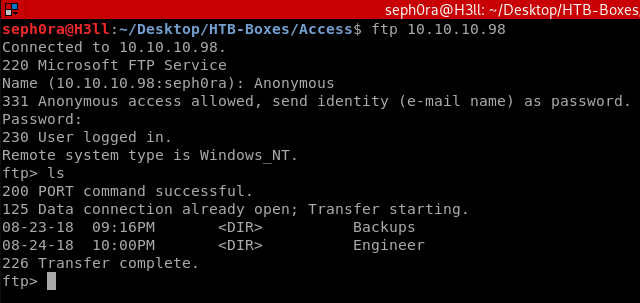 seph0ra@H3ll: ~/Desktop/HTB-Boxes
seph0ra@H3ll:~/Desktop/HTB-Boxes/Access$ ftp 10.10.10.98
Connected to 10.10.10.98.
220 Microsoft FTP Service
Name (10.10.10.98:seph0ra): Anonymous
331 Anonymous access allowed, send identity (e-mail name) as password.
Password:
230 User logged in.
Remote system type is Windows_NT.
ftp> ls
200 PORT command successful.
125 Data connection already open; Transfer starting.
08-23-18  09:16PM       <DIR>          Backups
08-24-18  10:00PM       <DIR>          Engineer
226 Transfer complete.
ftp>